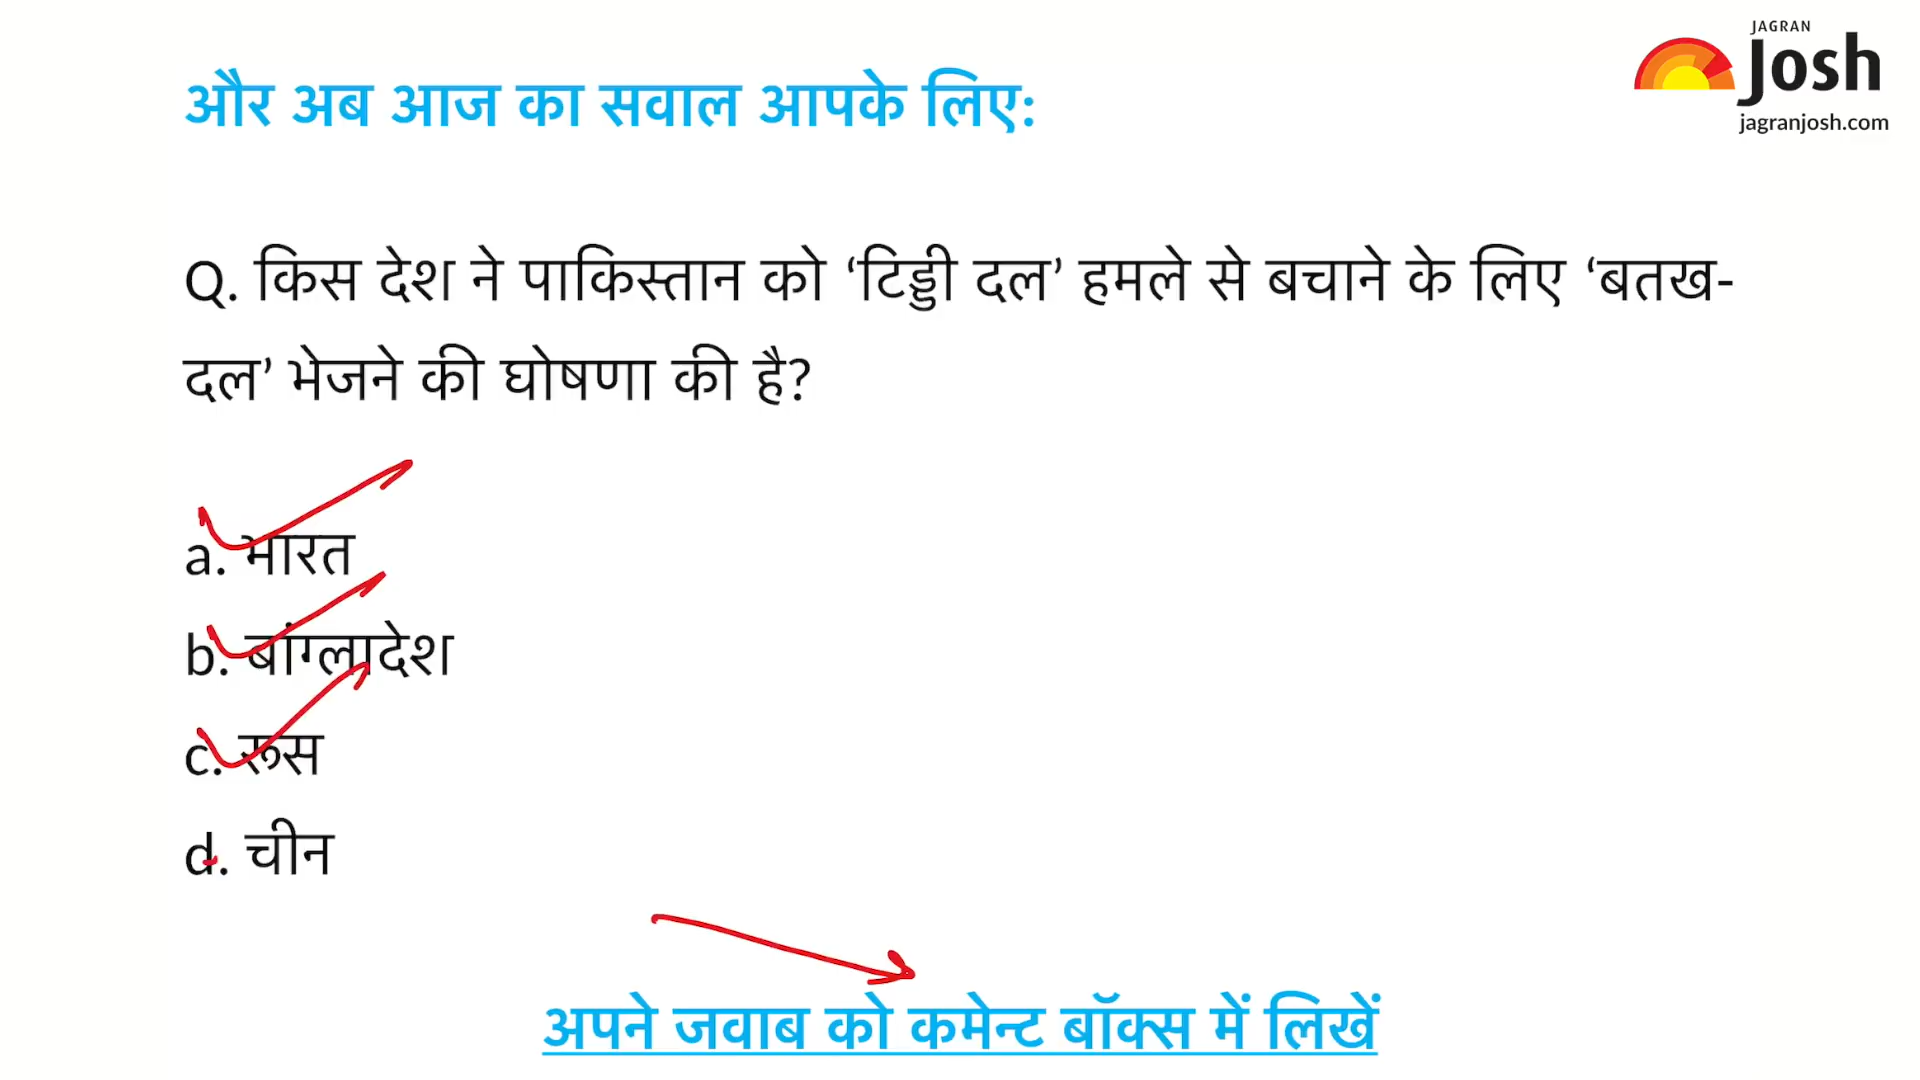 JAGRAN
Josh
jagranjosh.com
और अब आज का सवाल आपके लिए:
Q. किस देश ने पाकिस्तान को ‘टिड्डी दल’ हमले से बचाने के लिए ‘बतख-
दल’ भेजने की घोषणा की है?
a. भारत
b. बांग्लादेश
c. रूस
d. चीन
अपने जवाब को कमेन्ट बॉक्स में लिखें